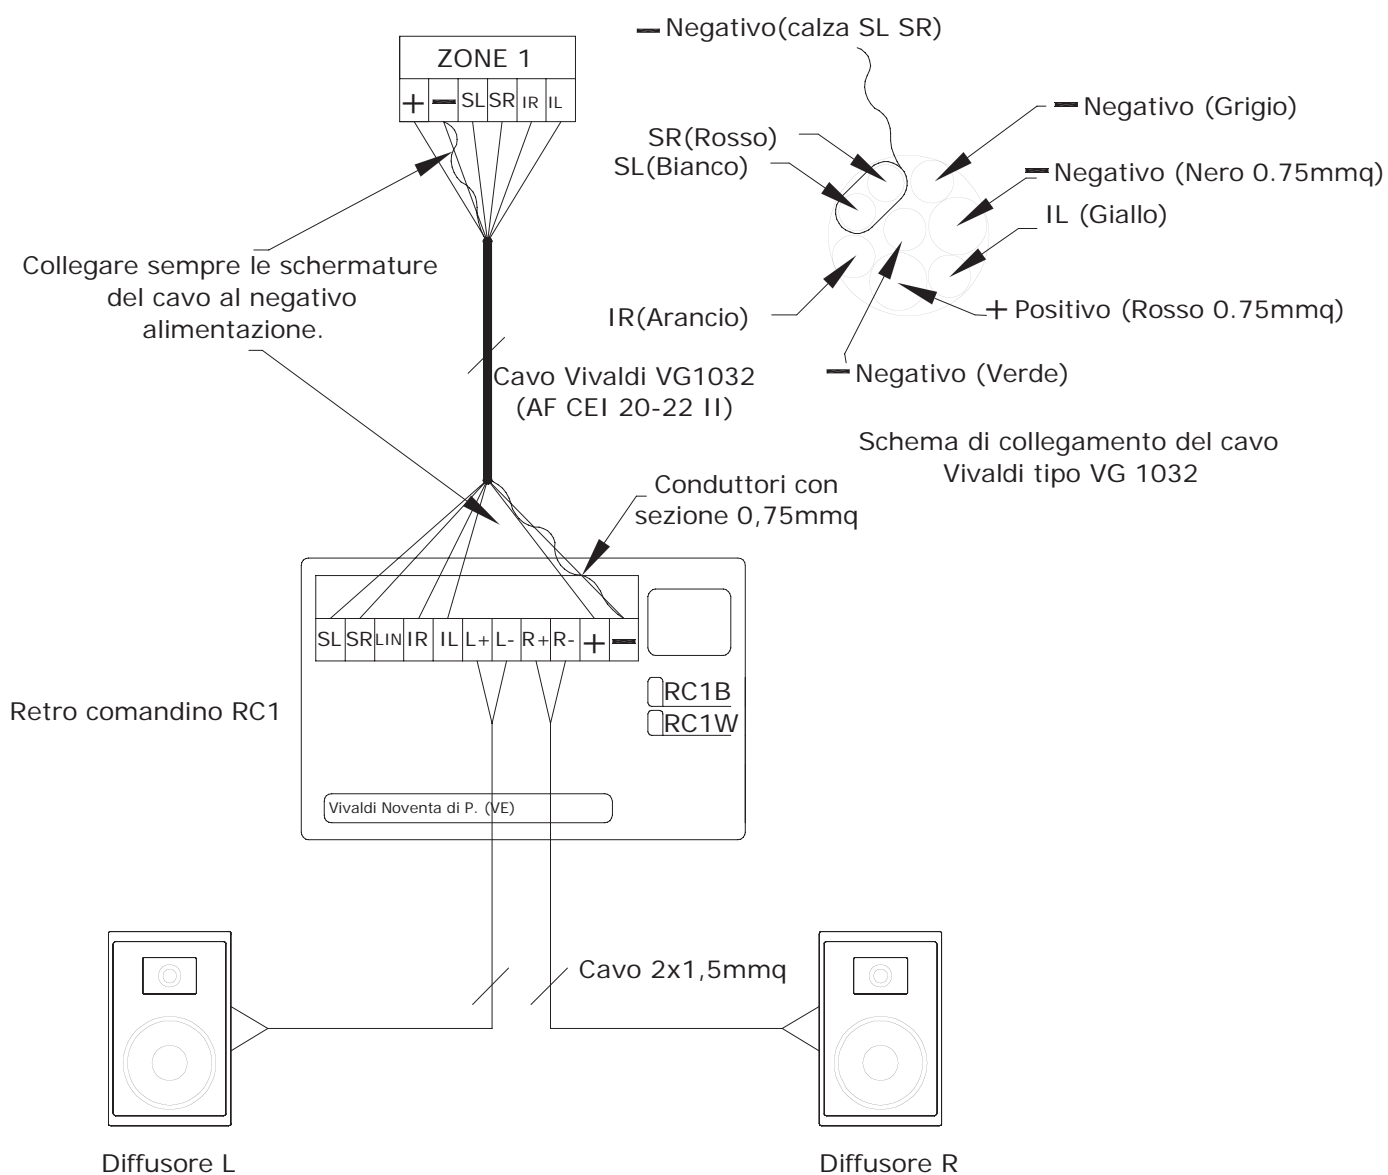 Negativo(calza SL SR)
ZONE 1
+ − SL SR IR IL
− Negativo (Grigio)
SR(Rosso)
SL(Bianco)
− Negativo (Nero 0.75mmq)
IL (Giallo)
Collegare sempre le schermature
del cavo al negativo
alimentazione.
IR(Arancio)
+ Positivo (Rosso 0.75mmq)
− Negativo (Verde)
Cavo Vivaldi VG1032
(AF CEI 20-22 II)
Schema di collegamento del cavo
Vivaldi tipo VG 1032
Conduttori con
sezione 0,75mmq
SL SR LIN IR IL L+ L- R+ R- + −
RC1B
RC1W
Retro comandino RC1
Vivaldi Noventa di P. (VE)
Cavo 2x1,5mmq
Diffusore L
Diffusore R